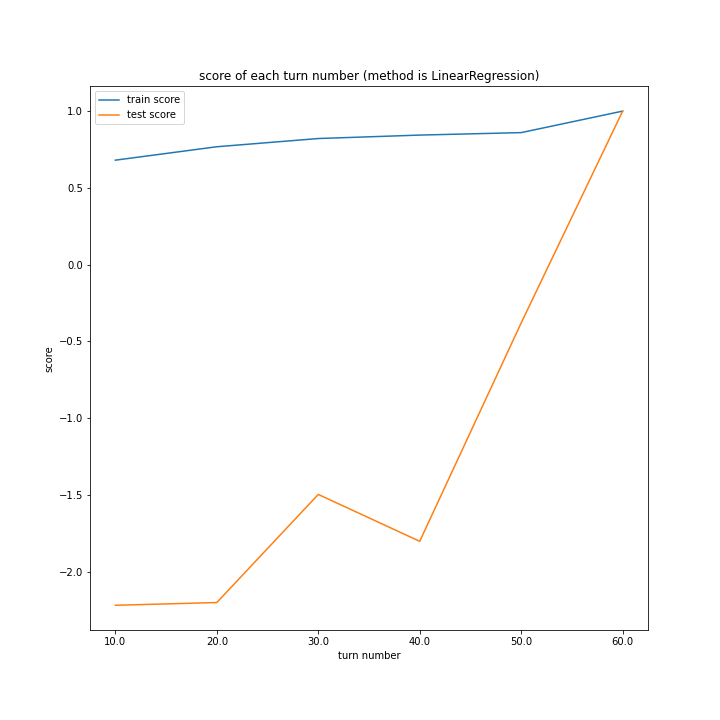 score of each turn number (method is LinearRegression)
train score
test score
1.0
0.5
0.0
−0.5
−1.0
−1.5
−2.0
score
10.0 20.0 30.0 40.0 50.0 60.0
turn number